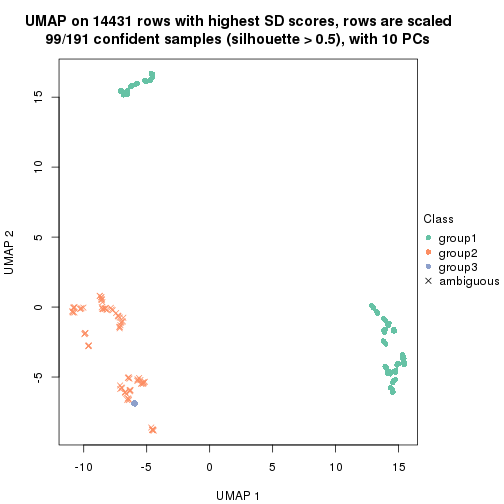 UMAP on 14431 rows with highest SD scores, rows are scaled
99/191 confident samples (silhouette > 0.5), with 10 PCs
15
10
5
0
-5
UMAP 2
-10
-5
0
5
10
15
UMAP 1
Class
group1
group2
group3
ambiguous